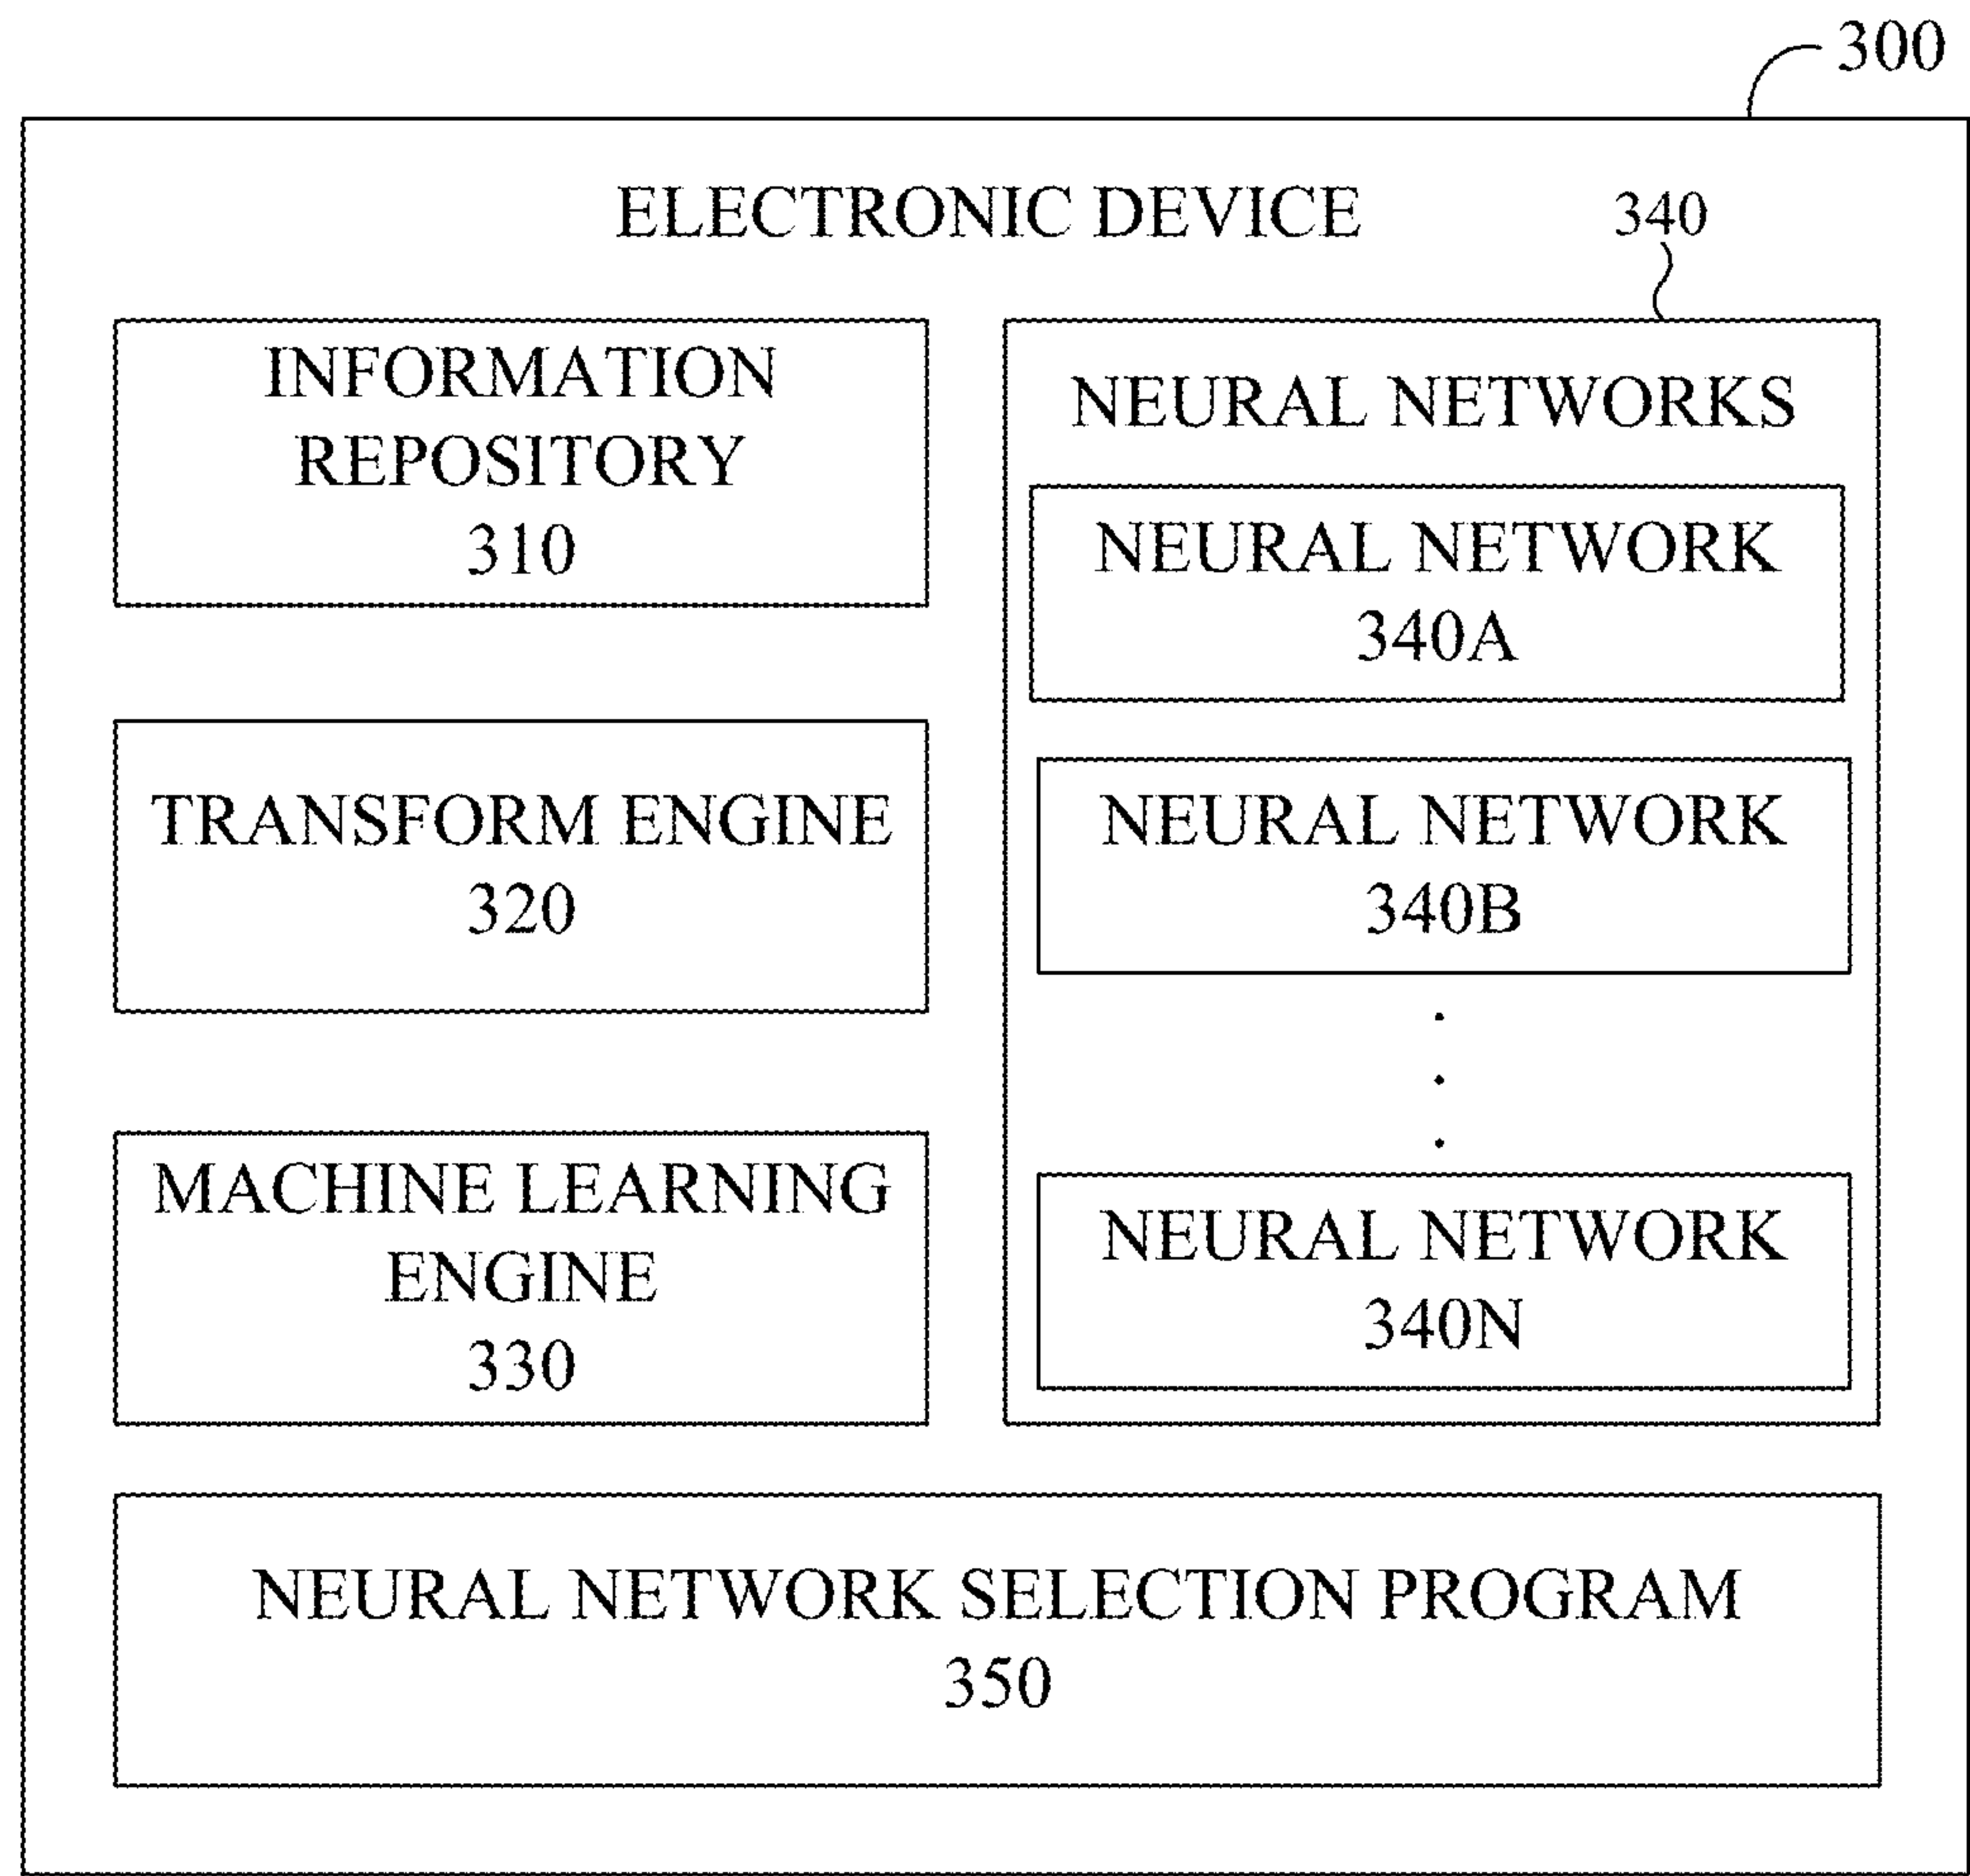 300
ELECTRONIC DEVICE
340
INFORMATION
REPOSITORY
310
TRANSFORM ENGINE
320
MACHINE LEARNING
ENGINE
330
NEURAL NETWORKS
NEURAL NETWORK
340A
NEURAL NETWORK
340B
.
.
.
NEURAL NETWORK
340N
NEURAL NETWORK SELECTION PROGRAM
350